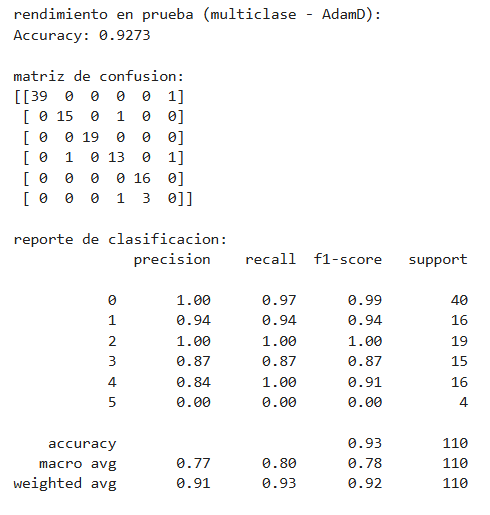 rendimiento en prueba (multiclase - AdamD):
Accuracy: 0.9273
matriz de confusion:
[[39 0 0 0 0 1]
[ 0 15 0 1 0 0]
[ 0 0 19 0 0 0]
[ 0 1 0 13 0 1]
[ 0 0 0 0 16 0]
[ 0 0 0 1 3 0]]
reporte de clasificacion:
precision recall f1-score support
0 1.00 0.97 0.99 40
1 0.94 0.94 0.94 16
2 1.00 1.00 1.00 19
3 0.87 0.87 0.87 15
4 0.84 1.00 0.91 16
5 0.00 0.00 0.00 4
accuracy 0.93 110
macro avg 0.77 0.80 0.78 110
weighted avg 0.91 0.93 0.92 110